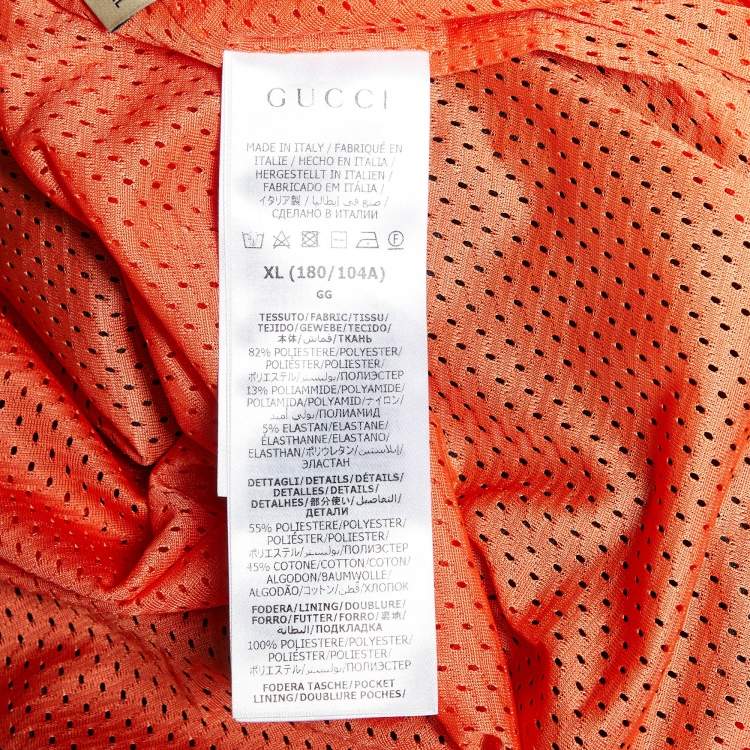 GUCCI
MADE IN ITALY / FABRIQUÉ EN
ITALIE / HECHO EN ITALIA/
HERGESTELLT IN ITALIEN/
FABRICADO EM ITÁLIA/
イタリア製 / صنع في إيطاليا /
СДЕЛАНО В ИТАЛИИ
XL (180/104A)
GG
TESSUTO/FABRIC/TISSU/
TEJIDO/GEWEBE/TECIDO/
本体/قماش/ТКАНЬ
82% POLIESTERE/POLYESTER/
POLIÉSTER/POLIESTER/
ポリエステル/بوليستر/ПОЛИЭСТЕР
13% POLIAMMIDE/POLYAMIDE/
POLIAMIDA/POLYAMID/ナイロン/
بولي أميد/ПОЛИАМИД
5% ELASTAN/ELASTANE/
ÉLASTHANNE/ELASTANO/
ELASTHAN/ポリウレタン/إيلاستين/
ЭЛАСТАН
DETTAGLI/DETAILS/DÉTAILS/
DETALLES/DETAILS/
DETALHES/部分使い/التفاصيل/
ДЕТАЛИ
55% POLIESTERE/POLYESTER/
POLIÉSTER/POLIESTER/
ポリエステル/بوليستر/ПОЛИЭСТЕР
45% COTONE/COTTON/COTON/
ALGODON/BAUMWOLLE/
ALGODÃO/コットン/قطن/ХЛОПОК
FODERA/LINING/DOUBLURE/
FORRO/FUTTER/FORRO/裏地/
البطانة/ПОДКЛАДКА
100% POLIESTERE/POLYESTER/
POLIÉSTER/POLIESTER/
ポリエステル/بوليستر/ПОЛИЭСТЕР
FODERA TASCHE/POCKET
LINING/DOUBLURE POCHES/